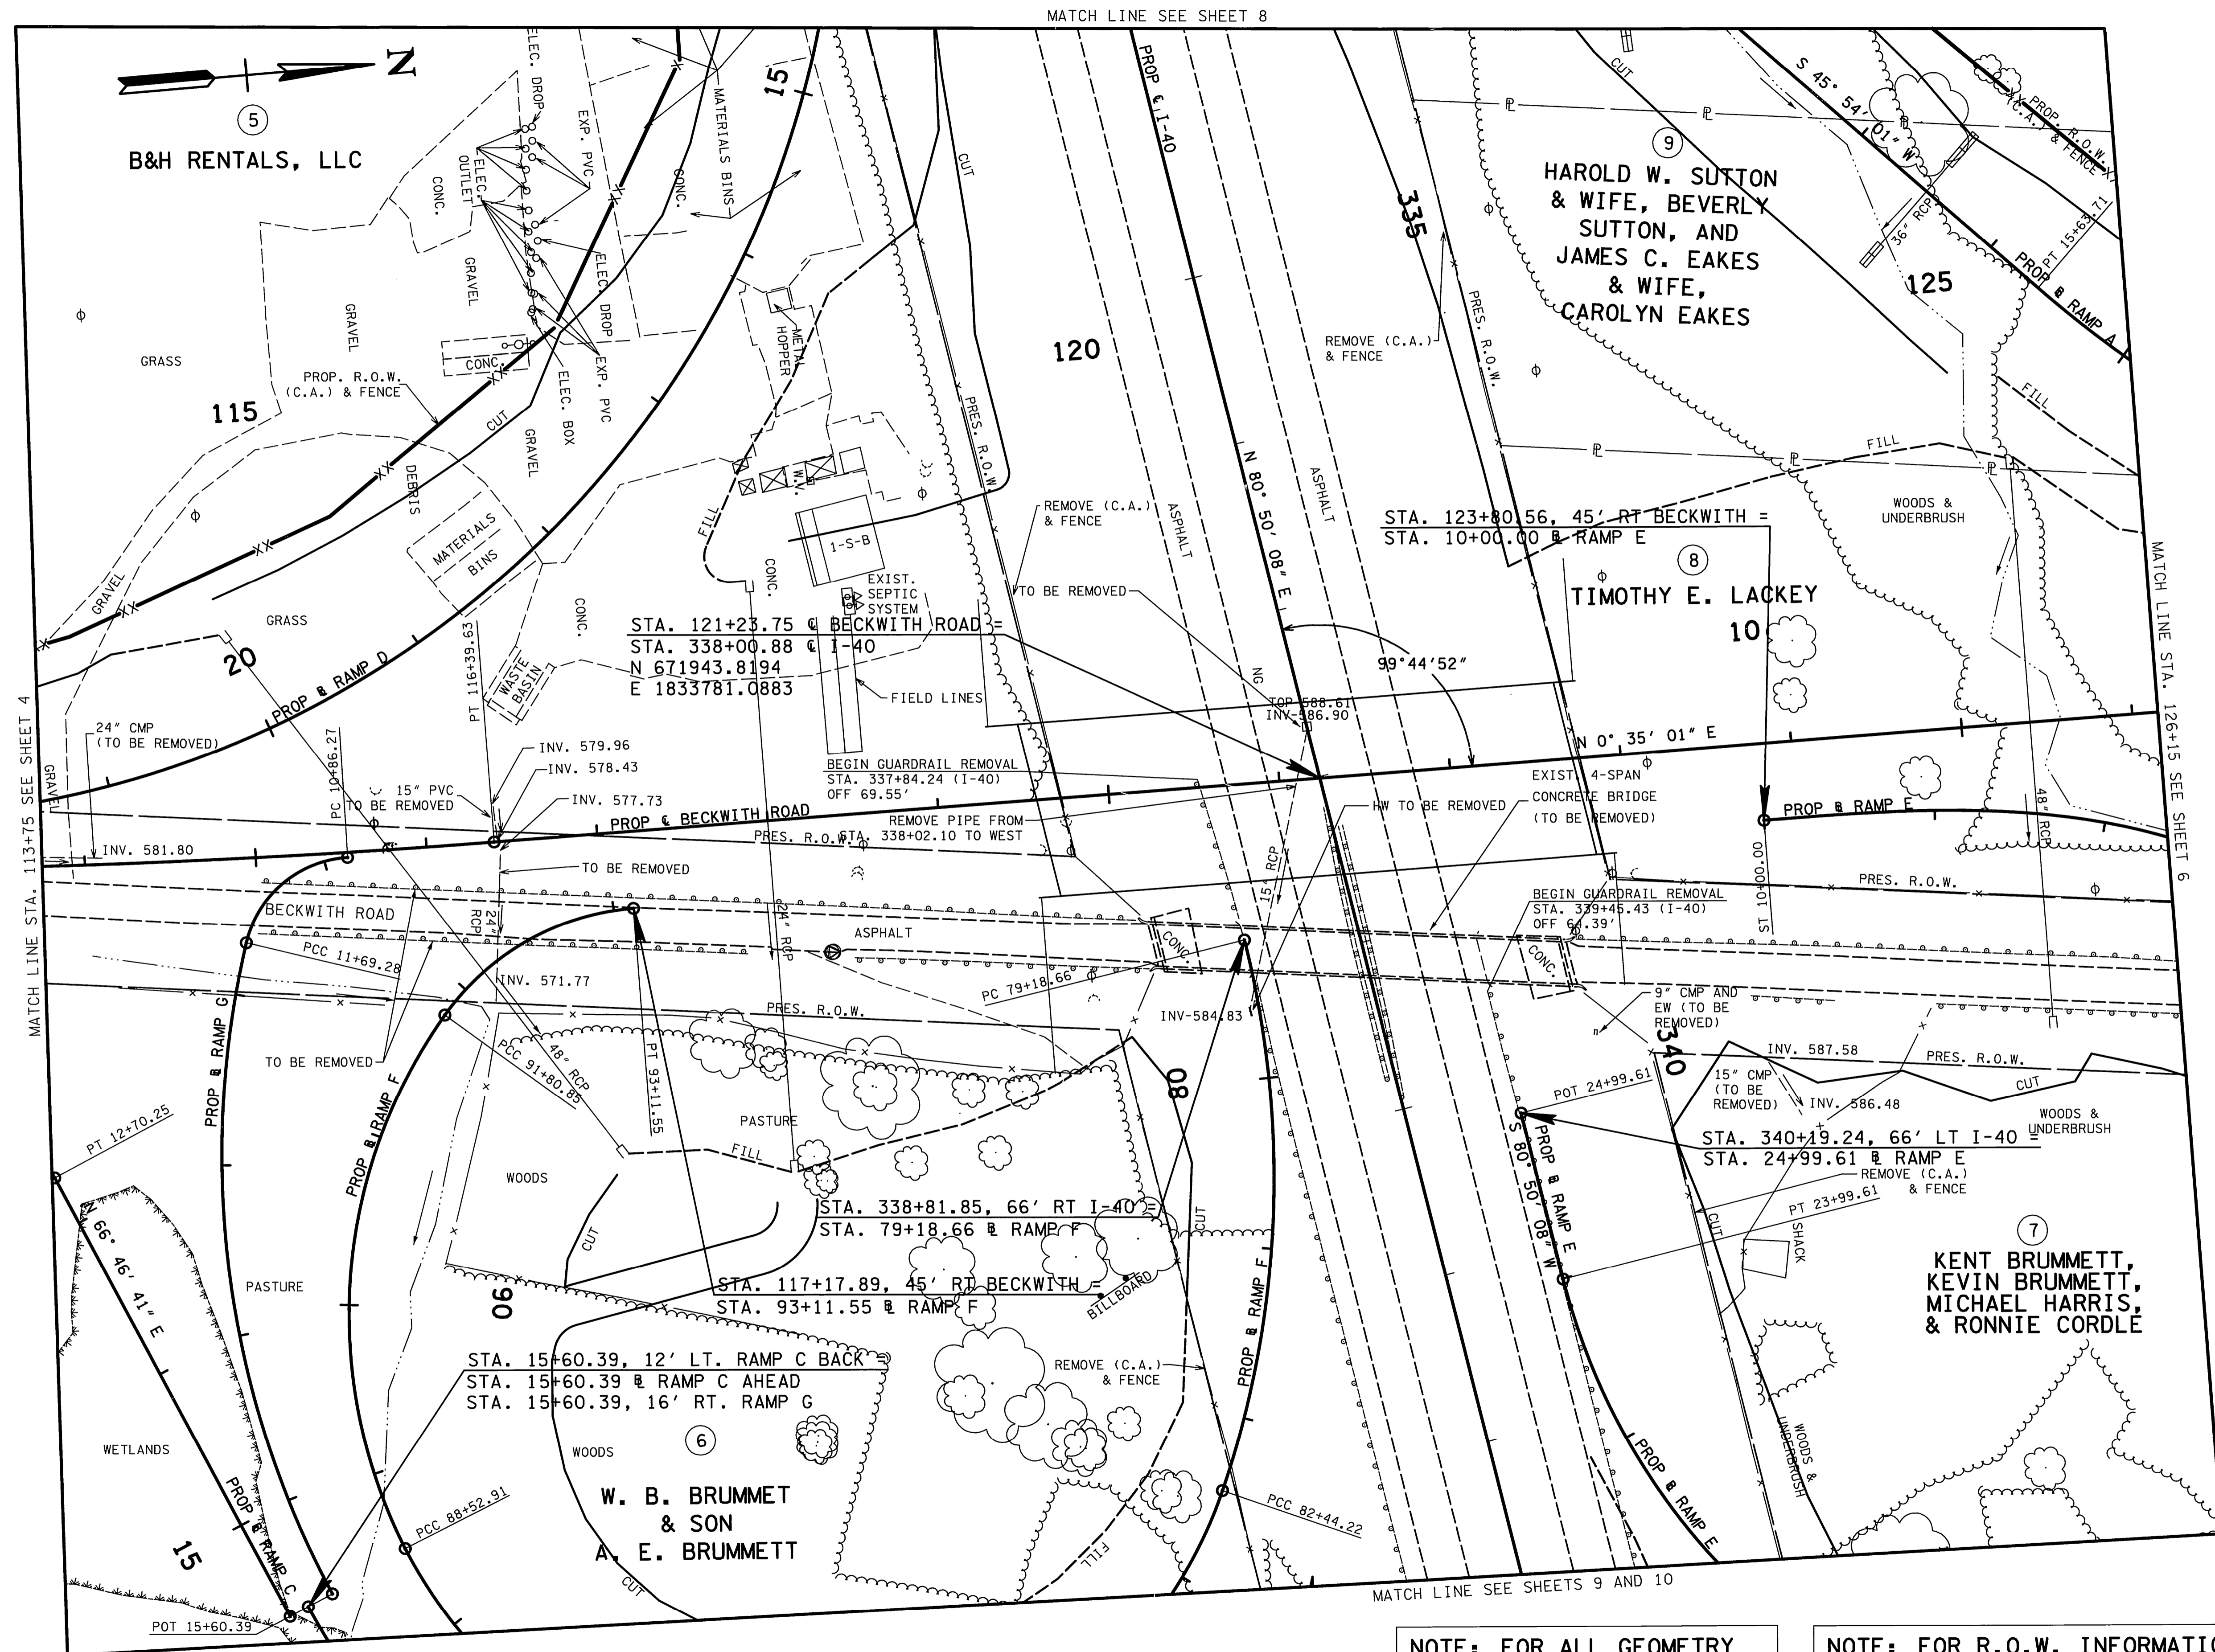 MATCH LINE SEE SHEET 8
N
5
B&H RENTALS, LLC
ELEC. DROP
ELEC. OUTLET
CONC.
EXP. PVC
CONC.
MATERIALS BINS
15
GRAVEL
GRAVEL
GRASS
ELEC. DROP
EXP. PVC
ELEC. BOX
CONC.
METAL HOPPER
PROP. R.O.W.
(C.A.) & FENCE
115
CUT
GRAVEL
DEBRIS
MATERIALS
BINS
GRAVEL
GRASS
20
PROP ⅊ RAMP D
CONC.
FILL
CONC.
W.V.
1-S-B
EXIST.
SEPTIC
SYSTEM
FIELD LINES
WASTE
BASIN
PT 116+39.63
CUT
PRES. R.O.W.
PROP ℄ I-40
120
ASPHALT
ASPHALT
N 80° 50' 08" E
REMOVE (C.A.)
& FENCE
TO BE REMOVED
STA. 121+23.75 ℄ BECKWITH ROAD =
STA. 338+00.88 ℄ I-40
N 671943.8194
E 1833781.0883
99°44'52"
NG
TOP 588.61
INV-586.90
335
PRES. R.O.W.
REMOVE (C.A.)
& FENCE
CUT
9
HAROLD W. SUTTON
& WIFE, BEVERLY
SUTTON, AND
JAMES C. EAKES
& WIFE,
CAROLYN EAKES
S 45° 54' 01" W
PROP. R.O.W.
(C.A.) & FENCE
36" RCP
125
PT 15+63.71
PROP ⅊ RAMP A
FILL
FILL
WOODS &
UNDERBRUSH
STA. 123+80.56, 45' RT BECKWITH =
STA. 10+00.00 ⅊ RAMP E
8
TIMOTHY E. LACKEY
10
MATCH LINE STA. 126+15 SEE SHEET 6
MATCH LINE STA. 113+75 SEE SHEET 4
24" CMP
(TO BE REMOVED)
GRAVEL
PC 10+86.27
15" PVC
TO BE REMOVED
INV. 579.96
INV. 578.43
INV. 577.73
INV. 581.80
PROP ℄ BECKWITH ROAD
PRES. R.O.W.
BEGIN GUARDRAIL REMOVAL
STA. 337+84.24 (I-40)
OFF 69.55'
REMOVE PIPE FROM
STA. 338+02.10 TO WEST
HW TO BE REMOVED
N 0° 35' 01" E
EXIST. 4-SPAN
CONCRETE BRIDGE
(TO BE REMOVED)
PROP ⅊ RAMP E
48" RCP
ST 10+00.00
PRES. R.O.W.
TO BE REMOVED
BECKWITH ROAD
24" RCP
24" RCP
ASPHALT
15" RCP
CONC.
CONC.
BEGIN GUARDRAIL REMOVAL
STA. 339+45.43 (I-40)
OFF 64.39'
PCC 11+69.28
INV. 571.77
PC 79+18.66
INV-584.83
PRES. R.O.W.
9" CMP AND
EW (TO BE
REMOVED)
340
INV. 587.58
PRES. R.O.W.
CUT
15" CMP
(TO BE
REMOVED)
INV. 586.48
WOODS &
UNDERBRUSH
PROP ⅊ RAMP G
TO BE REMOVED
PROP ⅊ RAMP F
PCC 91+80.85
48" RCP
PT 93+11.55
PASTURE
FILL
WOODS
80
POT 24+99.61
STA. 340+19.24, 66' LT I-40 =
STA. 24+99.61 ⅊ RAMP E
REMOVE (C.A.)
& FENCE
PT 23+99.61
PROP ⅊ RAMP E
S 80° 50' 08" W
SHACK
CUT
7
KENT BRUMMETT,
KEVIN BRUMMETT,
MICHAEL HARRIS,
& RONNIE CORDLE
PT 12+70.25
N 66° 46' 41" E
PASTURE
CUT
STA. 338+81.85, 66' RT I-40 =
STA. 79+18.66 ⅊ RAMP F
CUT
STA. 117+17.89, 45' RT BECKWITH =
STA. 93+11.55 ⅊ RAMP F
BILLBOARD
90
PROP ⅊ RAMP F
STA. 15+60.39, 12' LT. RAMP C BACK =
STA. 15+60.39 ⅊ RAMP C AHEAD
STA. 15+60.39, 16' RT. RAMP G
REMOVE (C.A.)
& FENCE
6
W. B. BRUMMET
& SON
A. E. BRUMMETT
WOODS
WETLANDS
PROP ⅊ RAMP C
15
PCC 88+52.91
POT 15+60.39
CUT
FILL
PCC 82+44.22
WOODS &
UNDERBRUSH
PROP ⅊ RAMP E
MATCH LINE SEE SHEETS 9 AND 10
NOTE: FOR ALL GEOMETRY
NOTE: FOR R.O.W. INFORMATIO